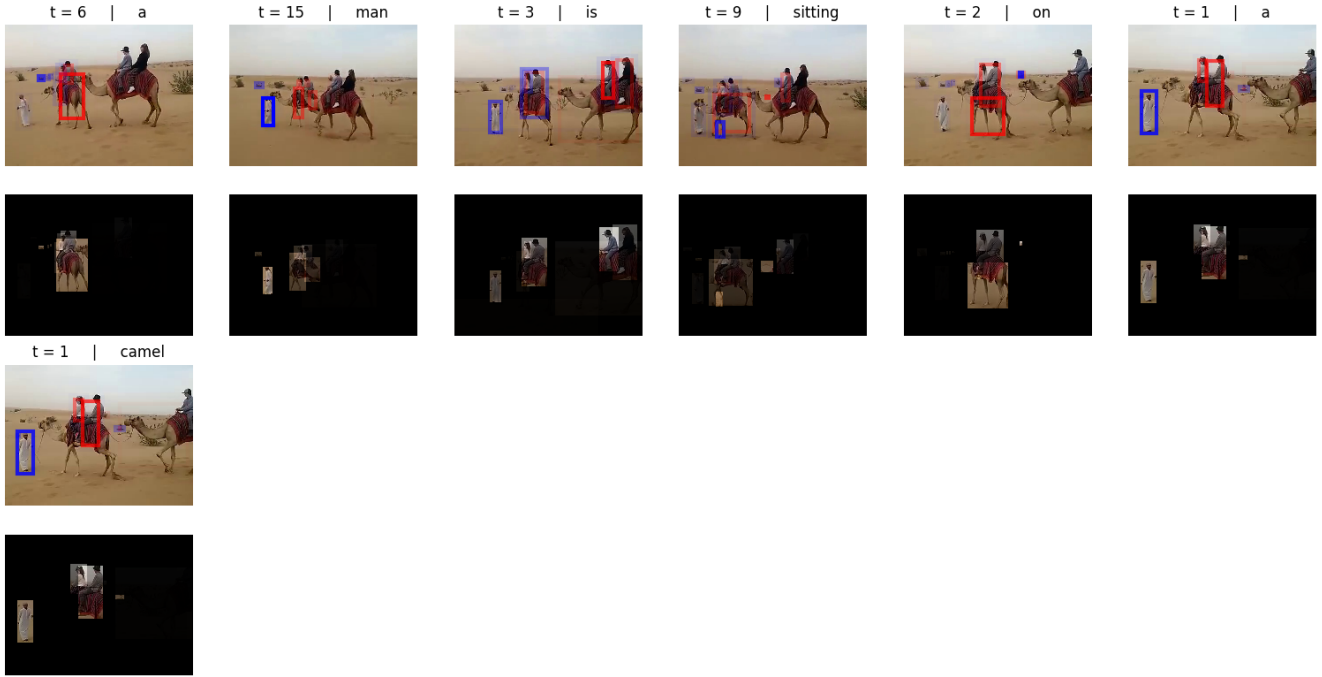 t = 6 | a
t = 15 | man
t = 3 | is
t = 9 | sitting
t = 2 | on
t = 1 | a
t = 1 | camel